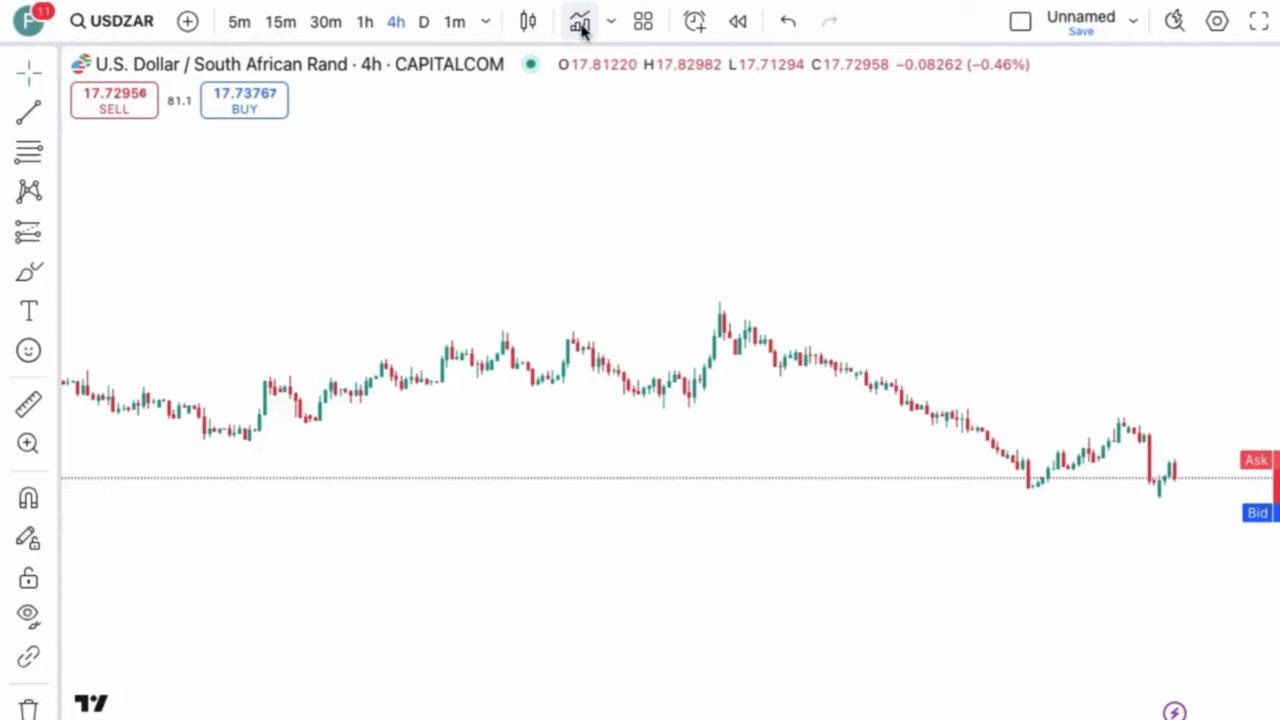 11
USDZAR 5m 15m 30m 1h 4h D 1m Unnamed
Save
U.S. Dollar / South African Rand · 4h · CAPITALCOM O17.81220 H17.82982 L17.71294 C17.72958 −0.08262 (−0.46%)
17.72956 81.1 17.73767
SELL BUY
T
Ask
Bid